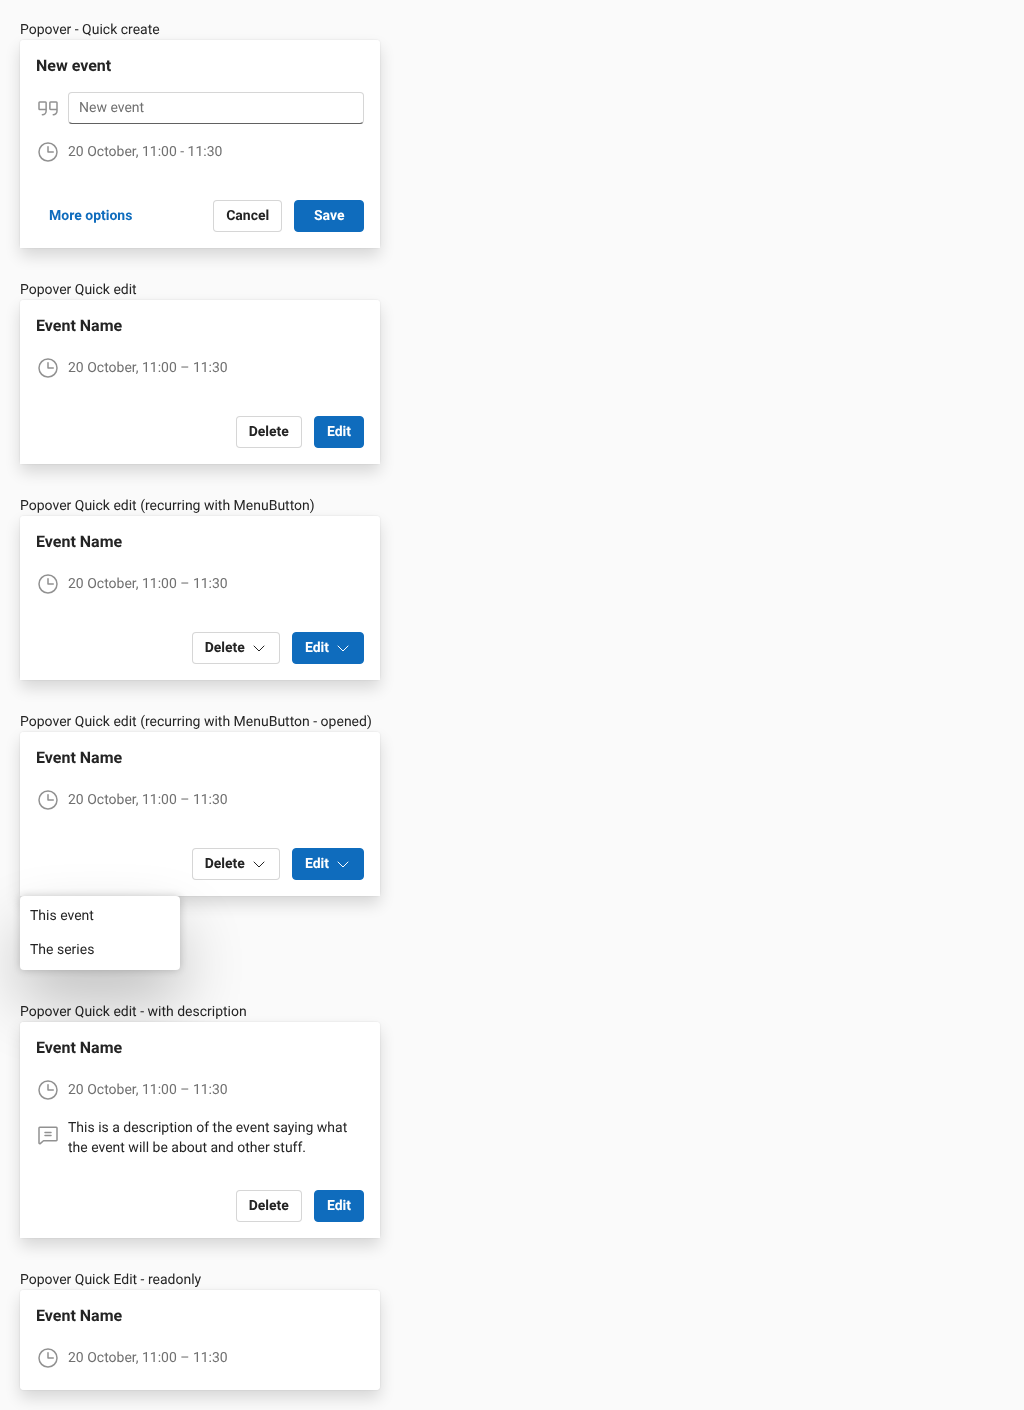 Popover - Quick create
New event
New event
20 October, 11:00 - 11:30
More options
Cancel
Save
Popover Quick edit
Event Name
20 October, 11:00 – 11:30
Delete
Edit
Popover Quick edit (recurring with MenuButton)
Event Name
20 October, 11:00 – 11:30
Delete
Edit
Popover Quick edit (recurring with MenuButton - opened)
Event Name
20 October, 11:00 – 11:30
Delete
Edit
This event
The series
Popover Quick edit - with description
Event Name
20 October, 11:00 – 11:30
This is a description of the event saying what
the event will be about and other stuff.
Delete
Edit
Popover Quick Edit - readonly
Event Name
20 October, 11:00 – 11:30